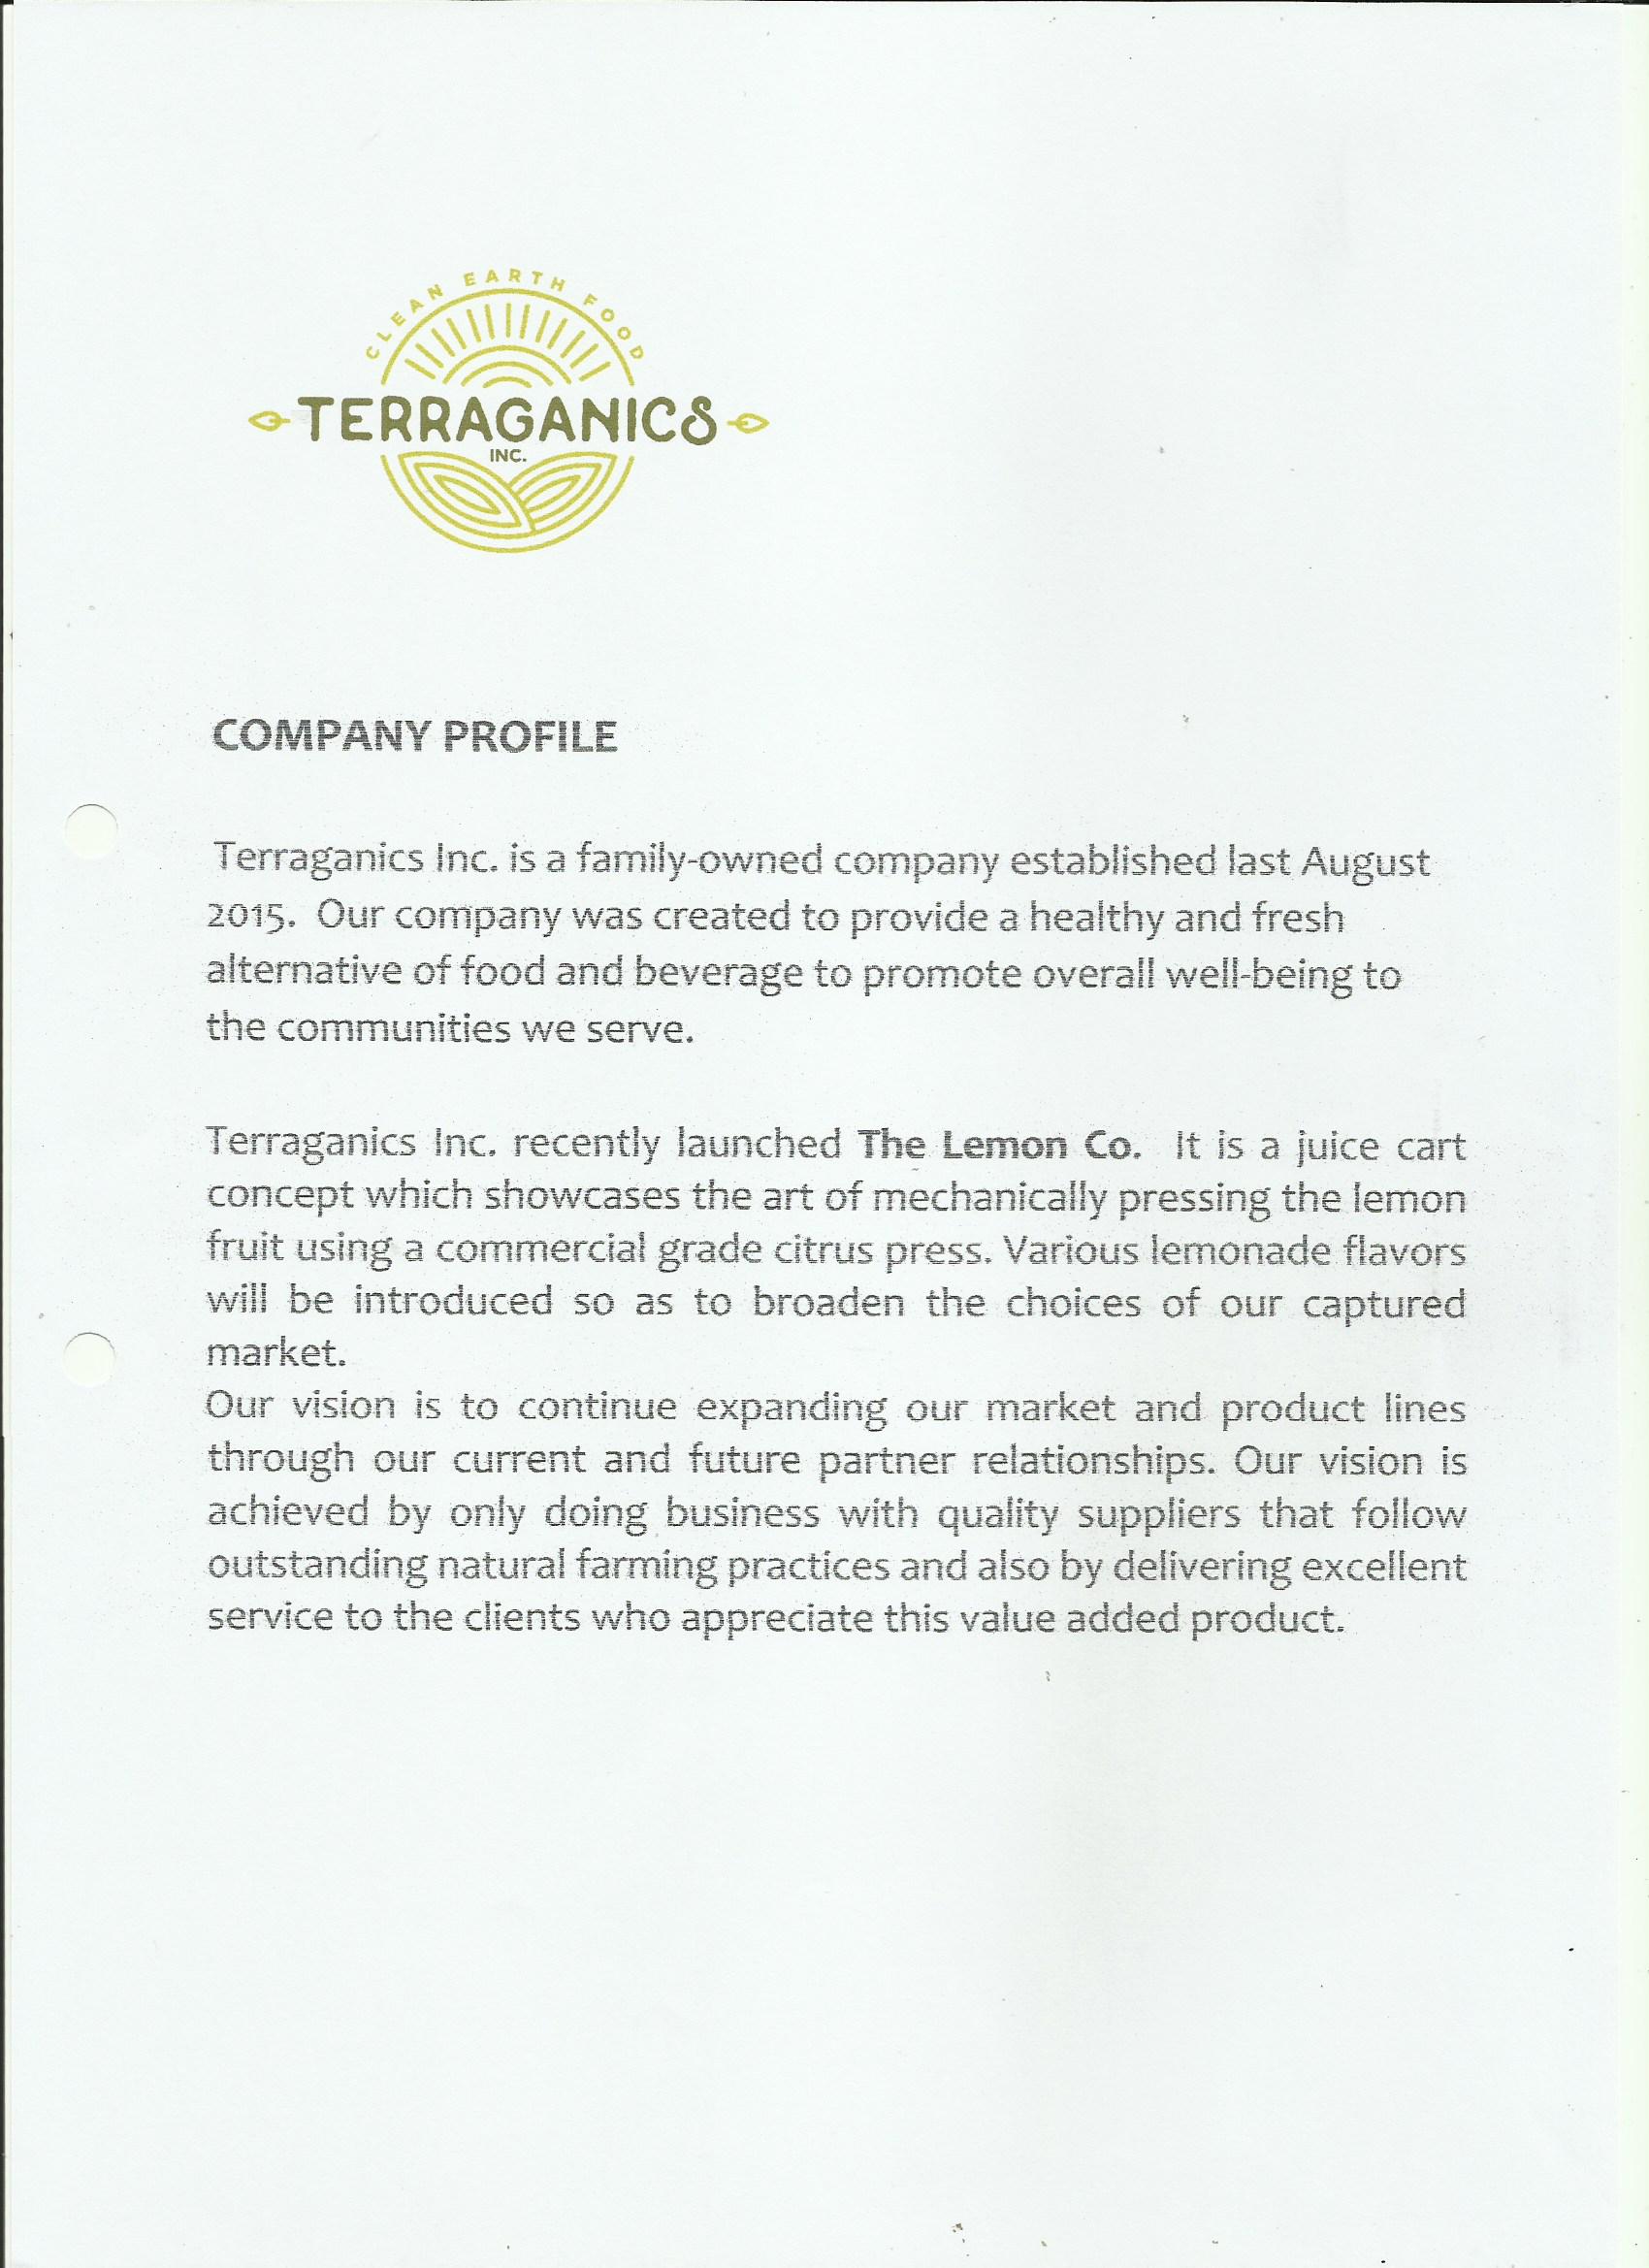 CLEAN EARTH FOOD
TERRAGANICS
INC.
COMPANY PROFILE
Terraganics Inc. is a family-owned company established last August
2015.  Our company was created to provide a healthy and fresh
alternative of food and beverage to promote overall well-being to
the communities we serve.
Terraganics Inc. recently launched The Lemon Co.  It is a juice cart
concept which showcases the art of mechanically pressing the lemon
fruit using a commercial grade citrus press. Various lemonade flavors
will be introduced so as to broaden the choices of our captured
market.
Our vision is to continue expanding our market and product lines
through our current and future partner relationships. Our vision is
achieved by only doing business with quality suppliers that follow
outstanding natural farming practices and also by delivering excellent
service to the clients who appreciate this value added product.